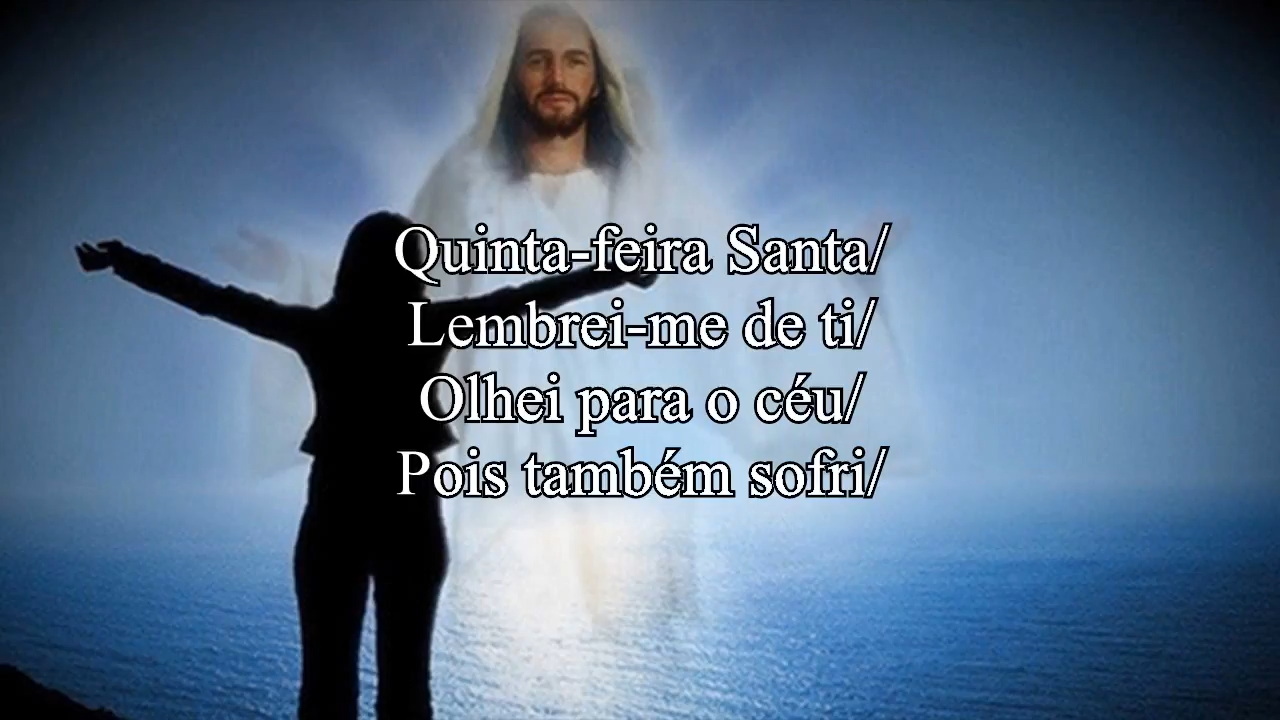 Quinta-feira Santa/
Lembrei-me de ti/
Olhei para o céu/
Pois também sofri/